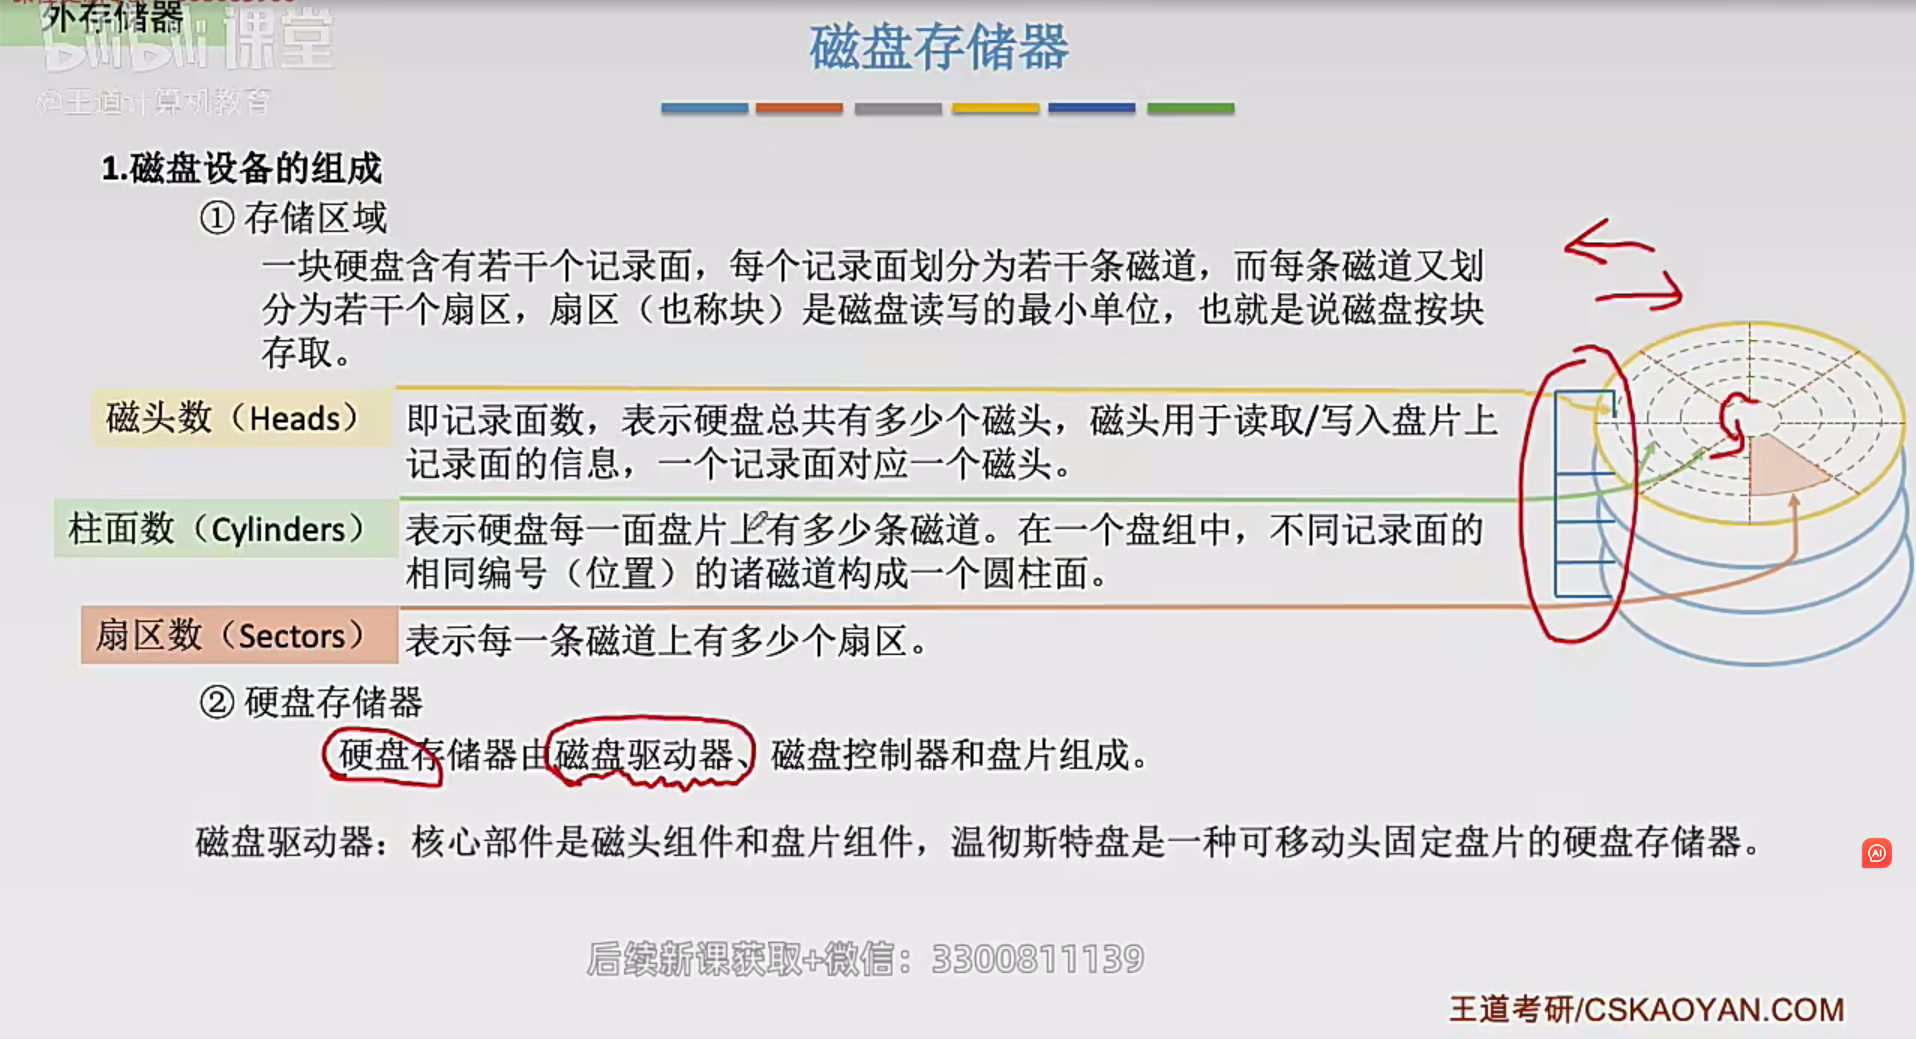 外存储器
bilibili课堂
@王道计算机教育
磁盘存储器
1.磁盘设备的组成
① 存储区域
一块硬盘含有若干个记录面，每个记录面划分为若干条磁道，而每条磁道又划
分为若干个扇区，扇区（也称块）是磁盘读写的最小单位，也就是说磁盘按块
存取。
磁头数（Heads）
即记录面数，表示硬盘总共有多少个磁头，磁头用于读取/写入盘片上
记录面的信息，一个记录面对应一个磁头。
柱面数（Cylinders）
表示硬盘每一面盘片上有多少条磁道。在一个盘组中，不同记录面的
相同编号（位置）的诸磁道构成一个圆柱面。
扇区数（Sectors）
表示每一条磁道上有多少个扇区。
② 硬盘存储器
硬盘存储器由磁盘驱动器、磁盘控制器和盘片组成。
磁盘驱动器：核心部件是磁头组件和盘片组件，温彻斯特盘是一种可移动头固定盘片的硬盘存储器。
AI
后续新课获取+微信：3300811139
王道考研/CSKAOYAN.COM